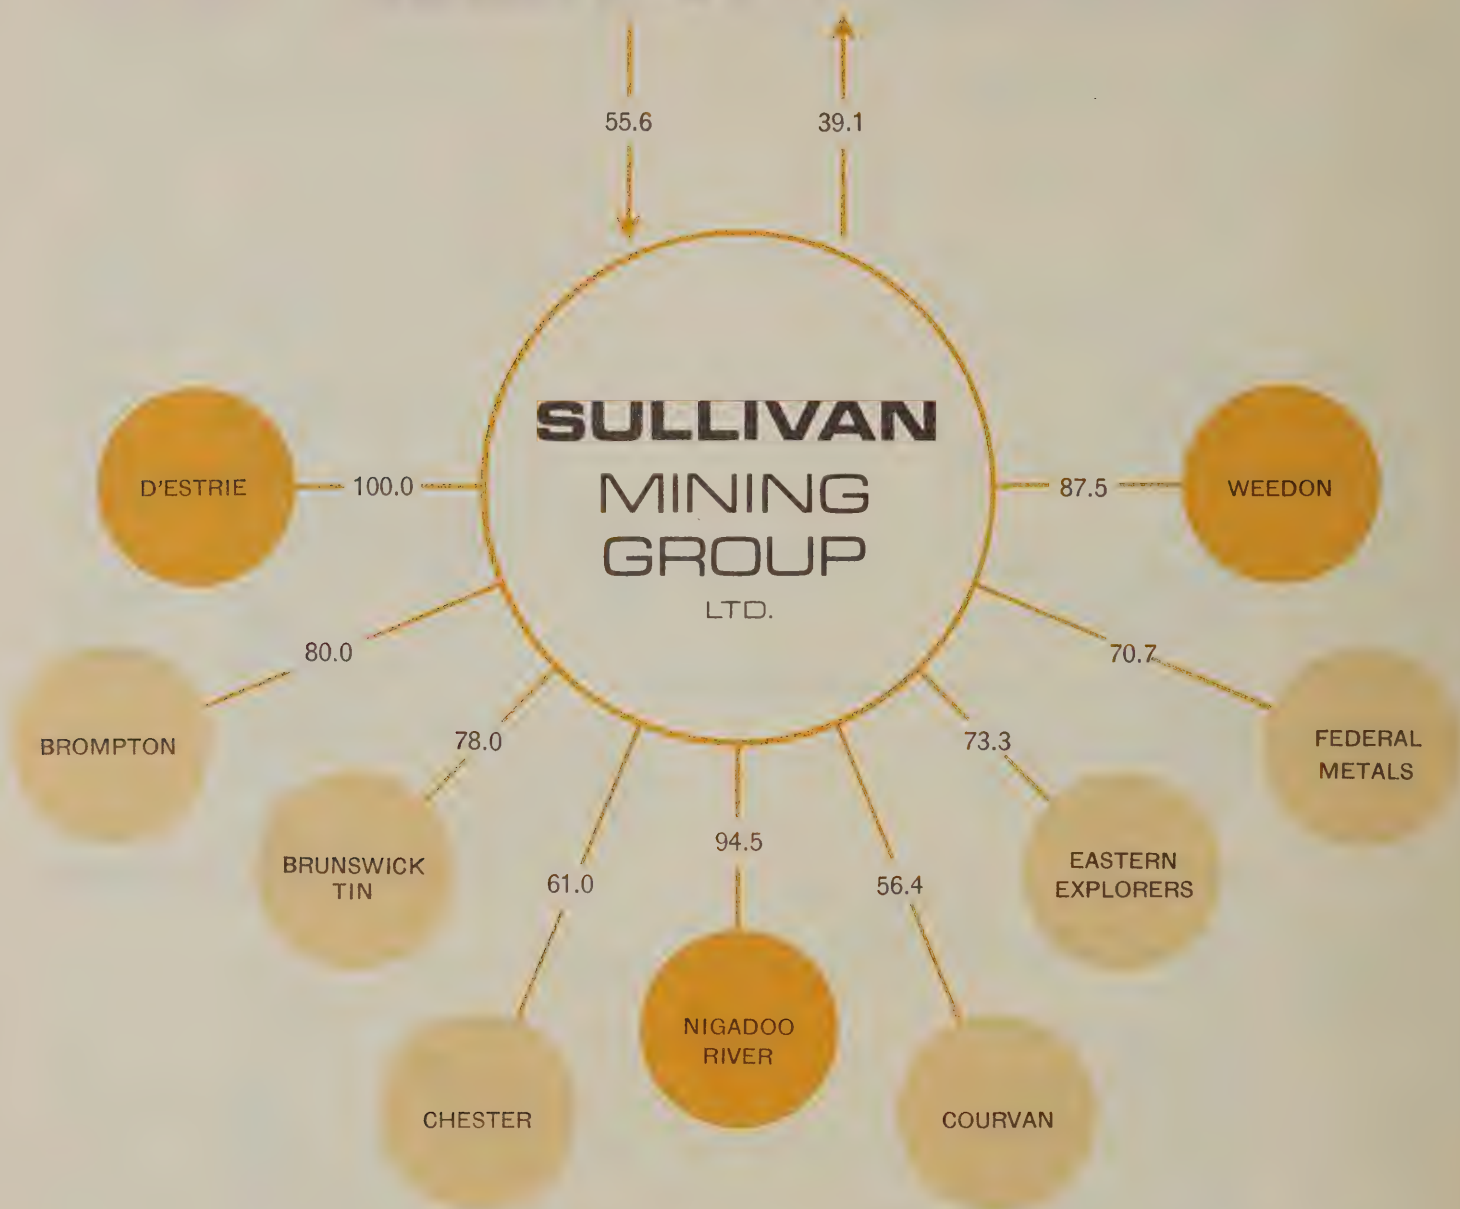 55.6
39.1
SULLIVAN
MINING
GROUP
LTD.
D'ESTRIE
100.0
87.5
WEEDON
80.0
70.7
BROMPTON
78.0
73.3
FEDERAL
METALS
BRUNSWICK
TIN
94.5
EASTERN
EXPLORERS
61.0
56.4
NIGADOO
RIVER
CHESTER
COURVAN